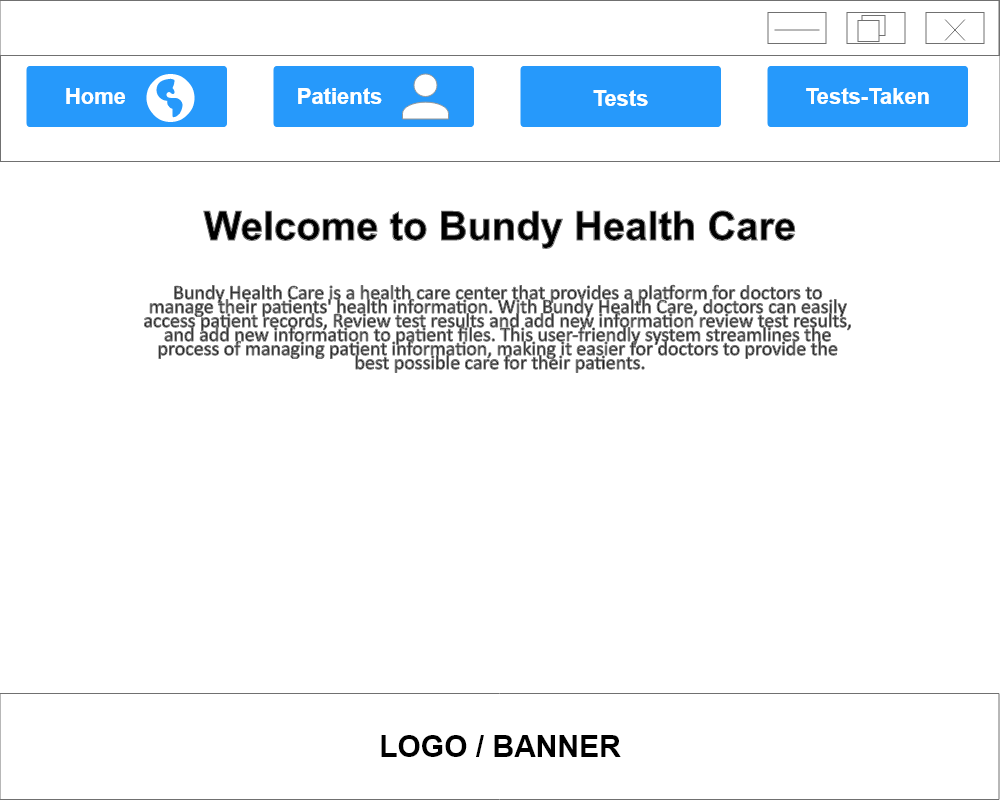 Home
Patients
Tests
Tests-Taken
Welcome to Bundy Health Care
Bundy Health Care is a health care center that provides a platform for doctors to
manage their patients' health information. With Bundy Health Care, doctors can easily
access patient records, Review test results and add new information review test results,
and add new information to patient files. This user-friendly system streamlines the
process of managing patient information, making it easier for doctors to provide the
best possible care for their patients.
LOGO / BANNER